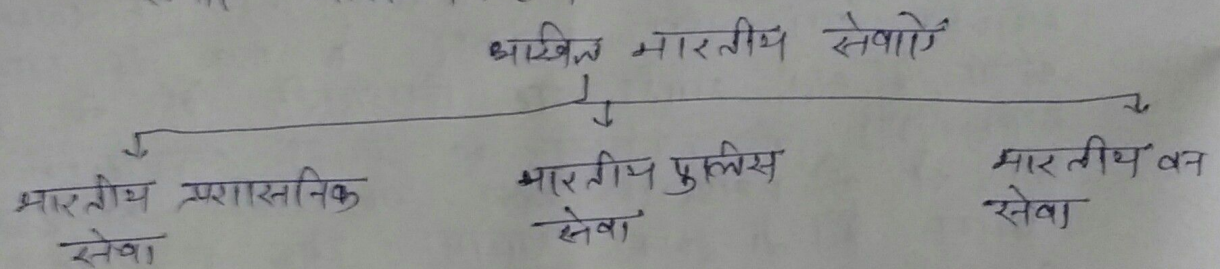 अखिल भारतीय सेवाऐं
भारतीय प्रशासनिक सेवा
भारतीय पुलिस सेवा
भारतीय वन सेवा